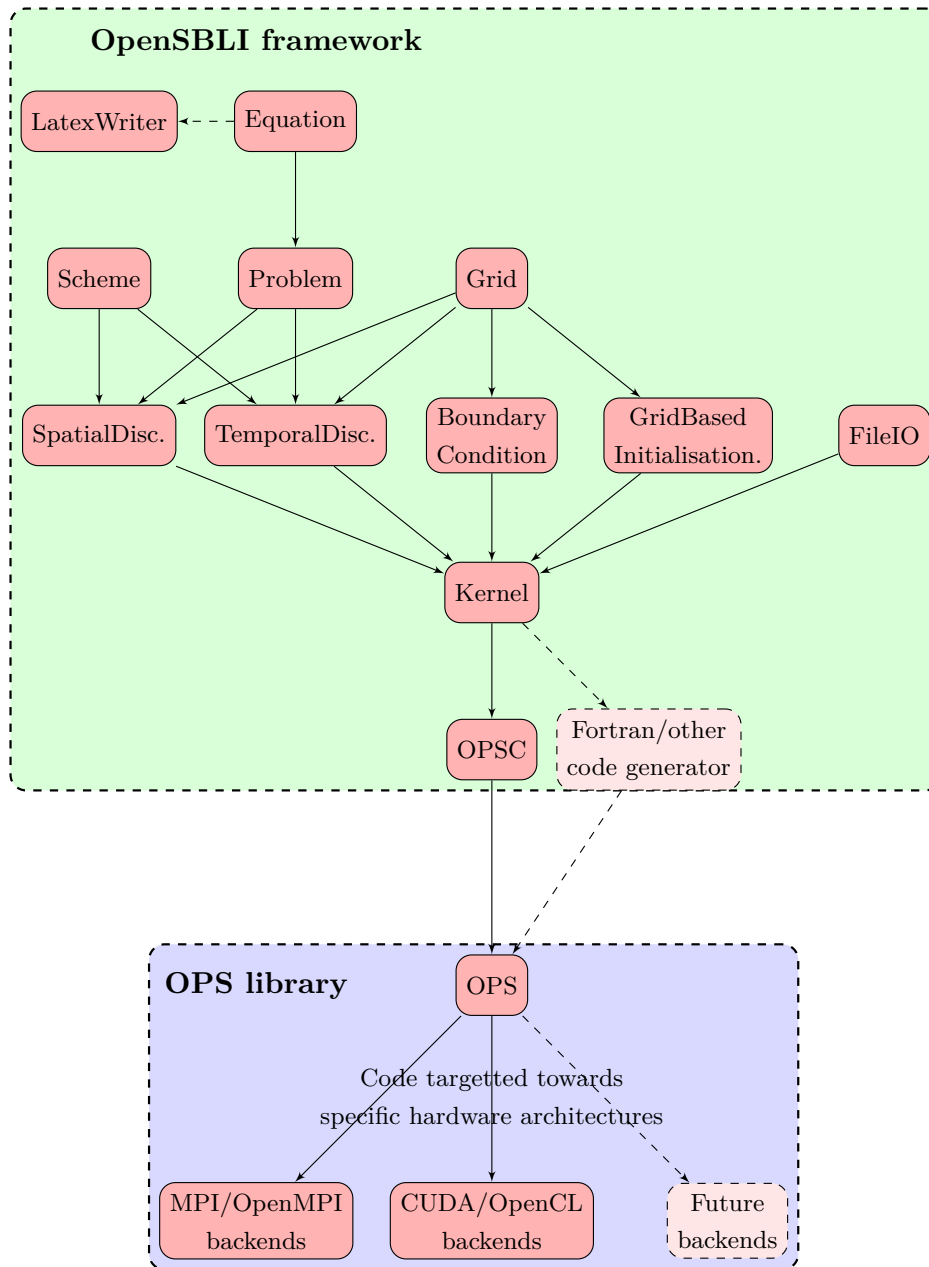 OpenSBLI framework
LatexWriter
Equation
Scheme
Problem
Grid
SpatialDisc.
TemporalDisc.
Boundary
Condition
GridBased
Initialisation.
FileIO
Kernel
OPSC
Fortran/other
code generator
OPS library
OPS
Code targetted towards
specific hardware architectures
MPI/OpenMPI
backends
CUDA/OpenCL
backends
Future
backends